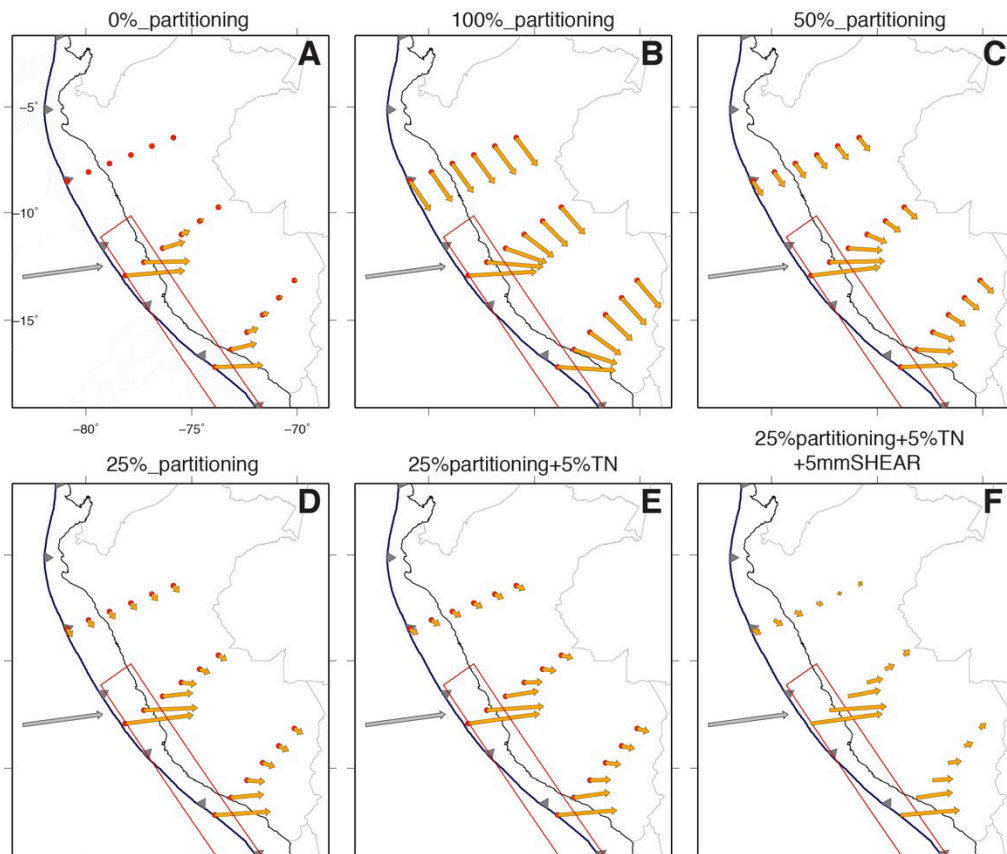 0%_partitioning
100%_partitioning
50%_partitioning
A
B
C
-5°
-10°
-15°
-80°
-75°
-70°
25%partitioning+5%TN
+5mmSHEAR
25%_partitioning
25%partitioning+5%TN
D
E
F